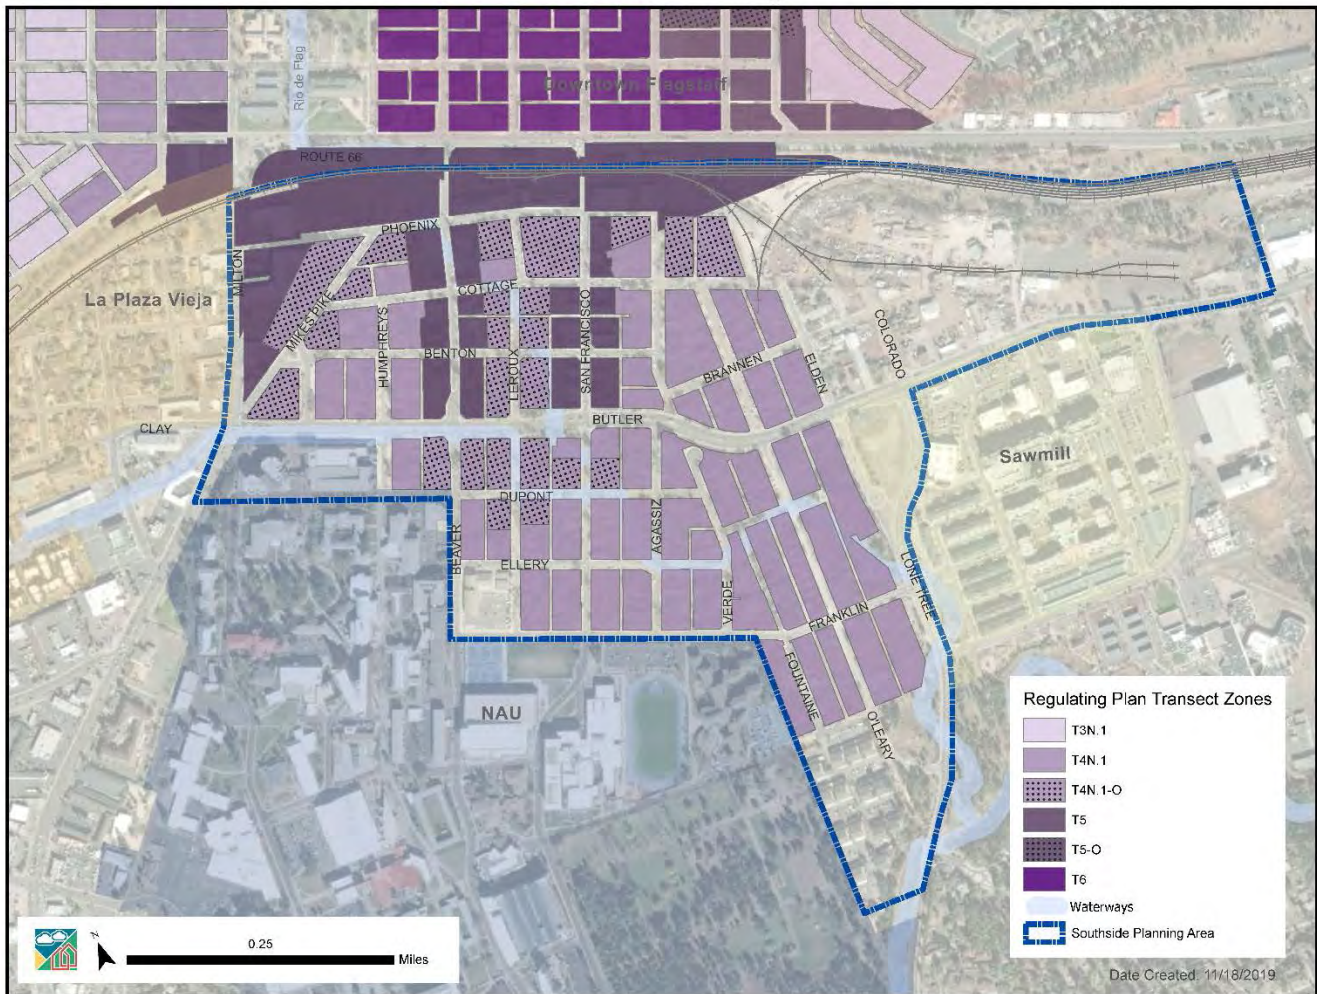 Rio de Flag
Downtown Flagstaff
ROUTE 66
PHOENIX
MILTON
La Plaza Vieja
COTTAGE
MIKES PIKE
HUMPHREYS
SAN FRANCISCO
COLORADO
BENTON
LEROUX
BRANNEN
ELDEN
CLAY
BUTLER
Sawmill
DUPONT
BEAVER
AGASSIZ
ELLERY
VERDE
LONE TREE
FRANKLIN
FOUNTAINE
O'LEARY
NAU
Regulating Plan Transect Zones
T3N.1
T4N.1
T4N.1-O
T5
T5-O
T6
Waterways
Southside Planning Area
N
0.25
Miles
Date Created: 11/18/2019